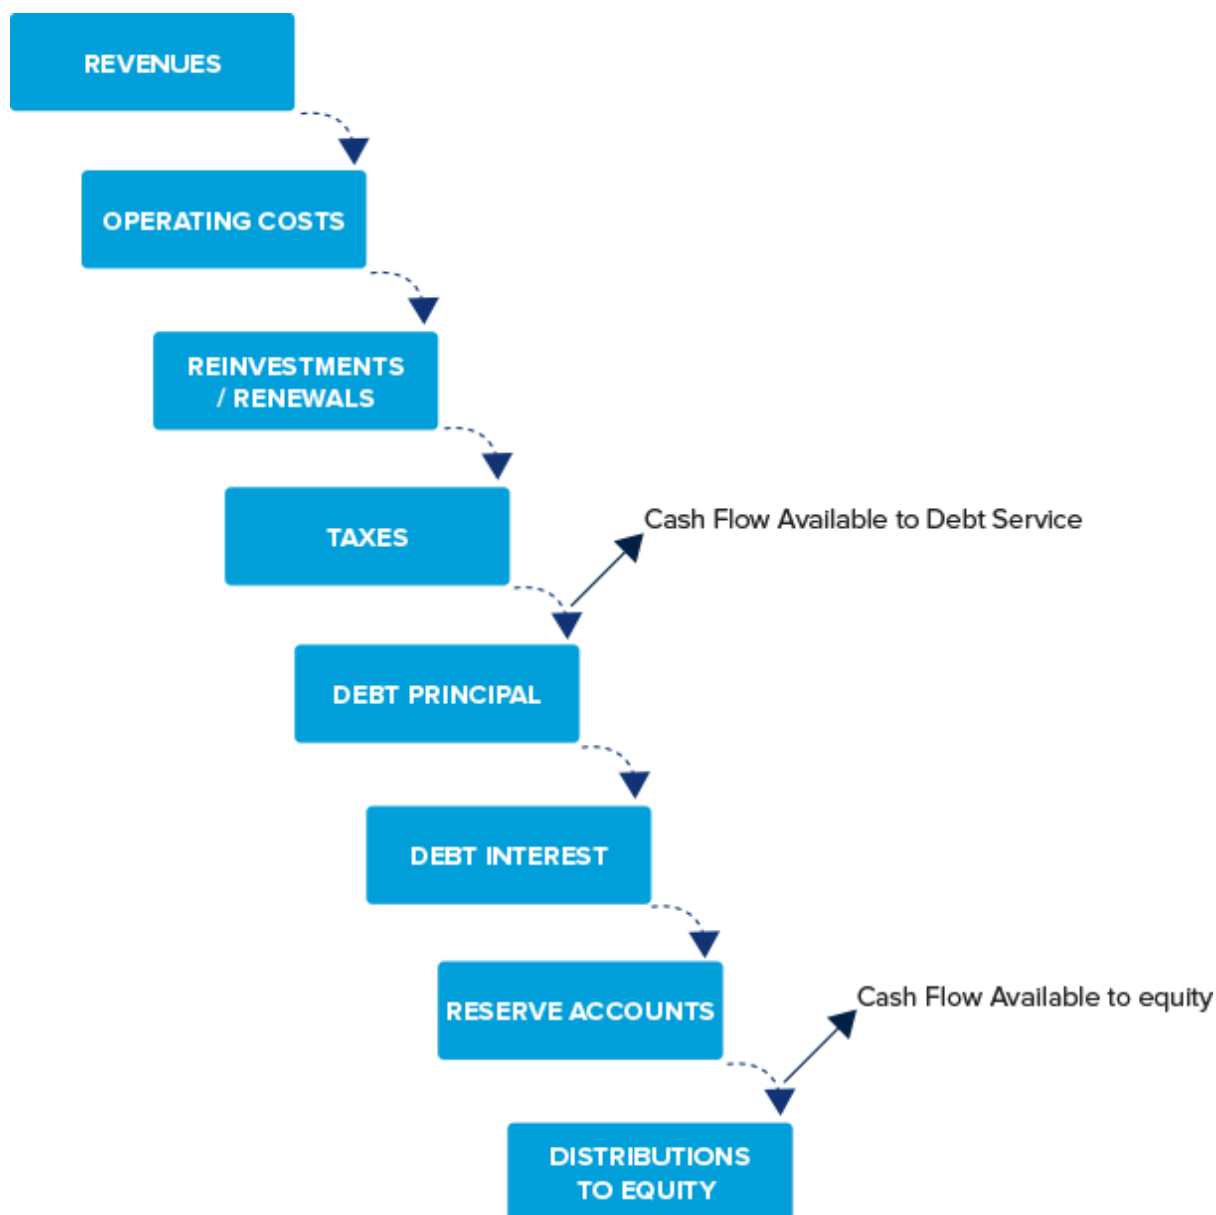 REVENUES
OPERATING COSTS
REINVESTMENTS
/ RENEWALS
TAXES
Cash Flow Available to Debt Service
DEBT PRINCIPAL
DEBT INTEREST
RESERVE ACCOUNTS
Cash Flow Available to equity
DISTRIBUTIONS
TO EQUITY